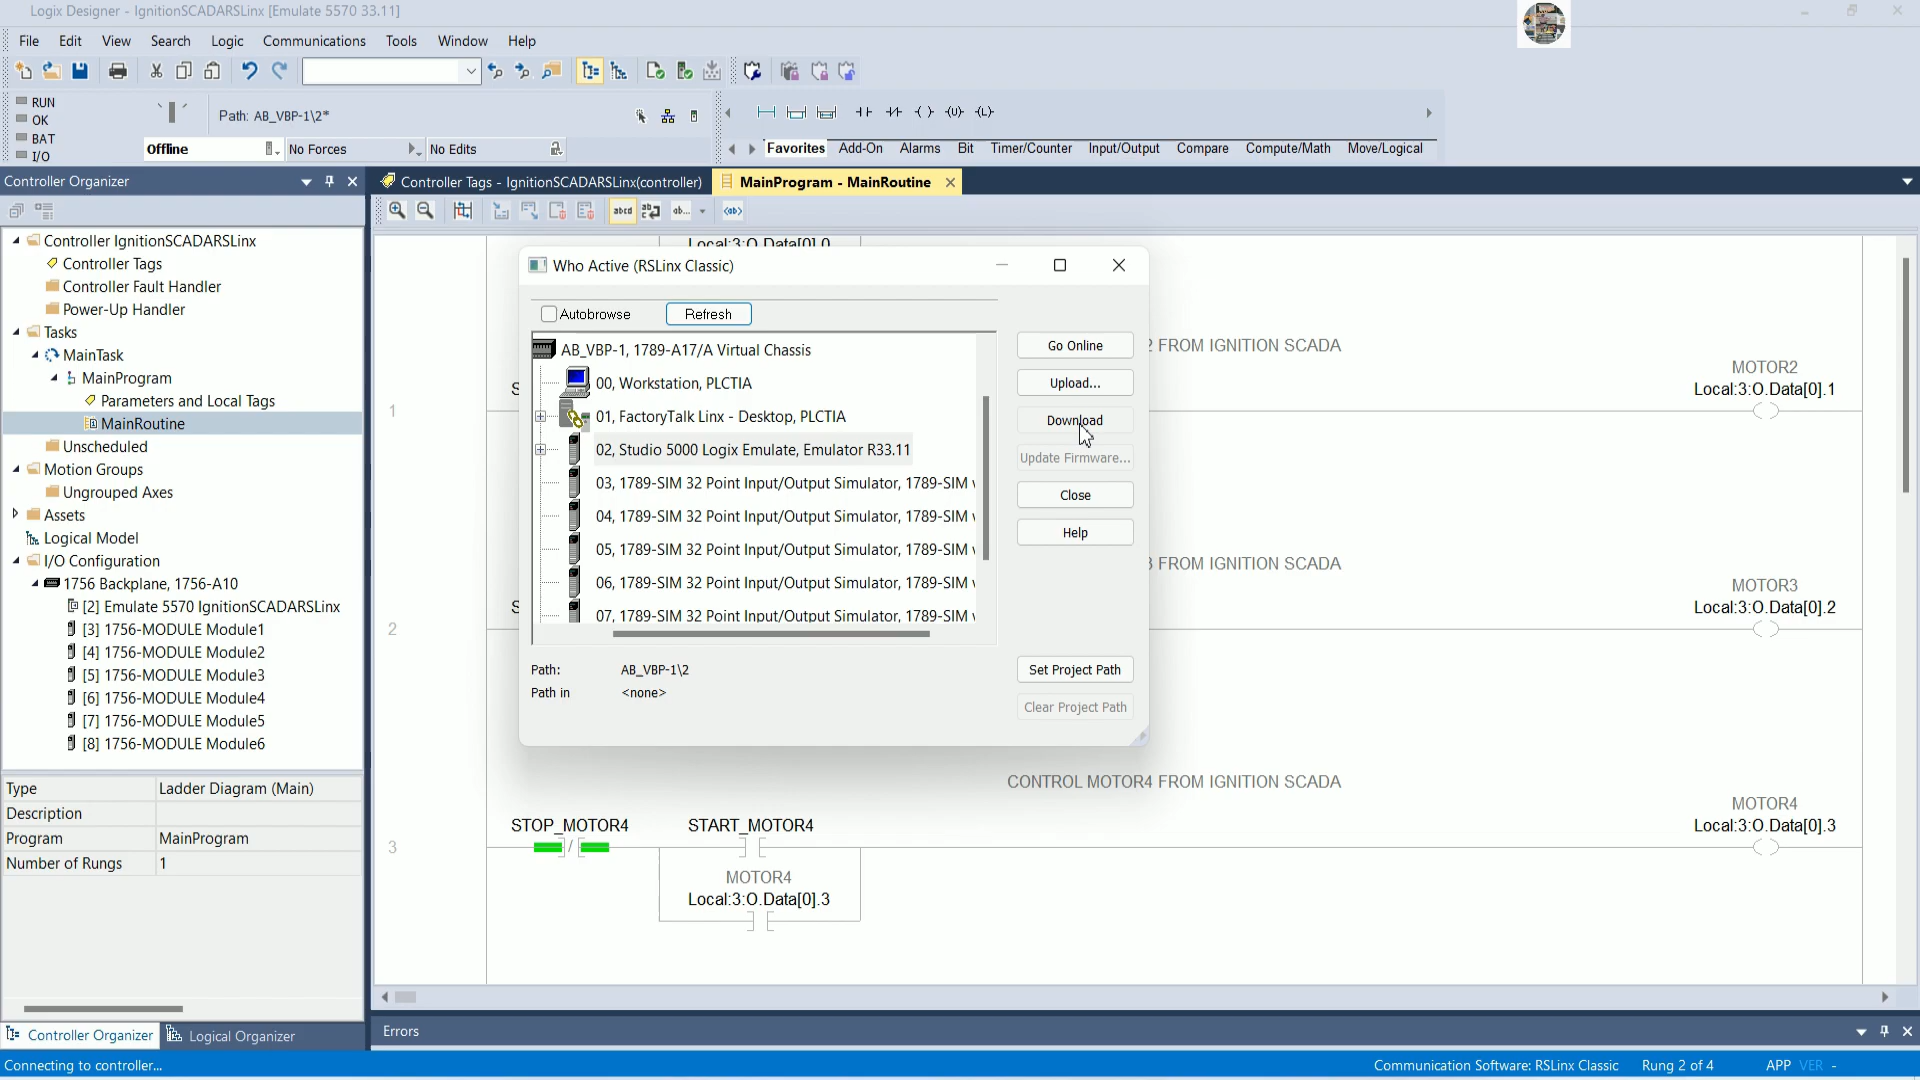 Logix Designer - IgnitionSCADARSLinx [Emulate 5570 33.11]
File Edit View Search Logic Communications Tools Window Help
RUN
OK
BAT
I/O
Path: AB_VBP-1\2*
Offline
No Forces
No Edits
Favorites Add-On Alarms Bit Timer/Counter Input/Output Compare Compute/Math Move/Logical
Controller Organizer
Controller Tags - IgnitionSCADARSLinx(controller)
MainProgram - MainRoutine
Controller IgnitionSCADARSLinx
Controller Tags
Controller Fault Handler
Power-Up Handler
Tasks
MainTask
MainProgram
Parameters and Local Tags
MainRoutine
Unscheduled
Motion Groups
Ungrouped Axes
Assets
Logical Model
I/O Configuration
1756 Backplane, 1756-A10
[2] Emulate 5570 IgnitionSCADARSLinx
[3] 1756-MODULE Module1
[4] 1756-MODULE Module2
[5] 1756-MODULE Module3
[6] 1756-MODULE Module4
[7] 1756-MODULE Module5
[8] 1756-MODULE Module6
Type Ladder Diagram (Main)
Description
Program MainProgram
Number of Rungs 1
Controller Organizer
Logical Organizer
Local:3:O.Data[0].0
Who Active (RSLinx Classic)
Autobrowse
Refresh
AB_VBP-1, 1789-A17/A Virtual Chassis
00, Workstation, PLCTIA
01, FactoryTalk Linx - Desktop, PLCTIA
02, Studio 5000 Logix Emulate, Emulator R33.11
03, 1789-SIM 32 Point Input/Output Simulator, 1789-SIM
04, 1789-SIM 32 Point Input/Output Simulator, 1789-SIM
05, 1789-SIM 32 Point Input/Output Simulator, 1789-SIM
06, 1789-SIM 32 Point Input/Output Simulator, 1789-SIM
07, 1789-SIM 32 Point Input/Output Simulator, 1789-SIM
Go Online
Upload...
Download
Update Firmware...
Close
Help
Path: AB_VBP-1\2
Path in <none>
Set Project Path
Clear Project Path
2 FROM IGNITION SCADA
MOTOR2
Local:3:O.Data[0].1
1
S
3 FROM IGNITION SCADA
MOTOR3
Local:3:O.Data[0].2
2
S
CONTROL MOTOR4 FROM IGNITION SCADA
MOTOR4
Local:3:O.Data[0].3
STOP_MOTOR4
START_MOTOR4
3
MOTOR4
Local:3:O.Data[0].3
Errors
Connecting to controller...
Communication Software: RSLinx Classic
Rung 2 of 4
APP VER -